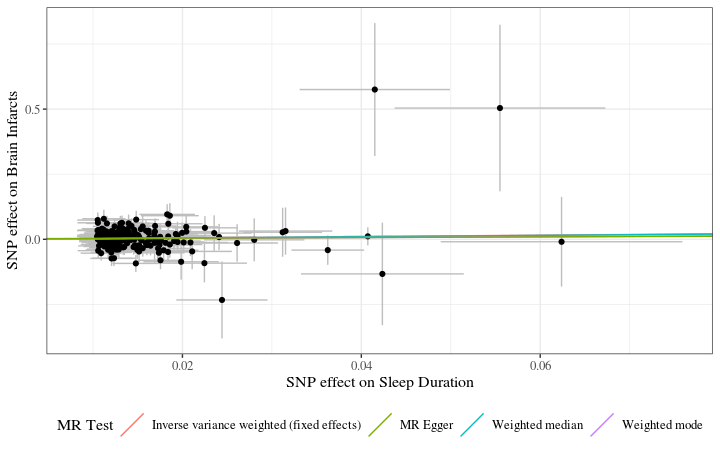 SNP effect on Brain Infarcts
0.5
0.0
0.02
0.04
0.06
SNP effect on Sleep Duration
MR Test
Inverse variance weighted (fixed effects)
MR Egger
Weighted median
Weighted mode